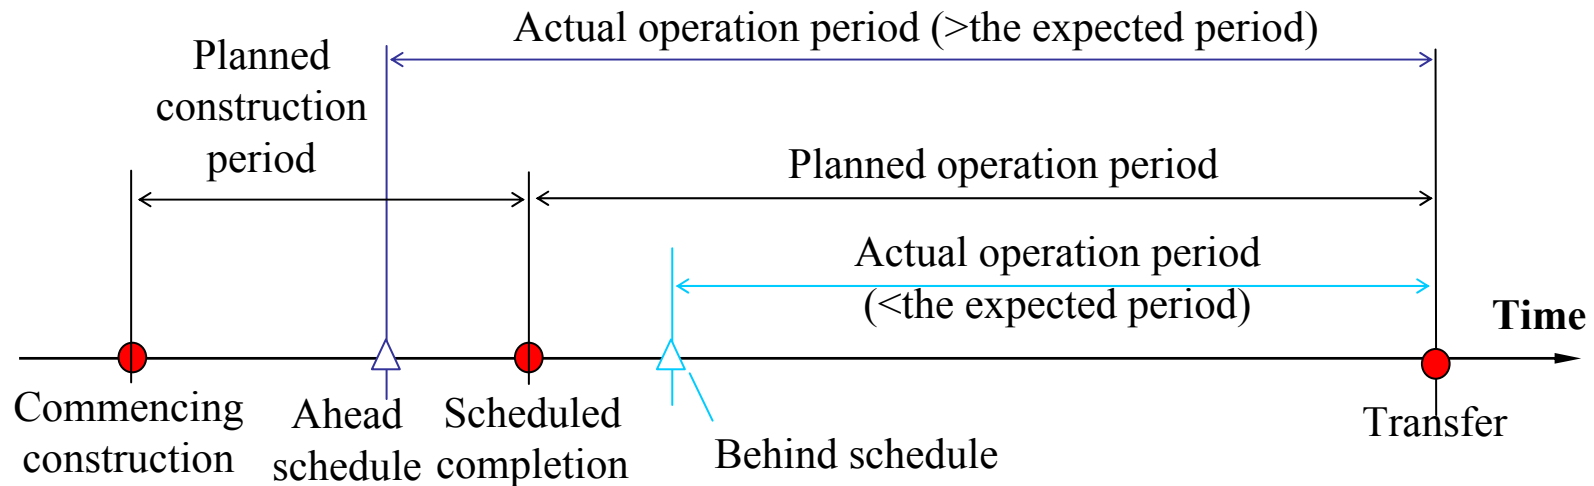 Actual operation period (>the expected period)
Planned
construction
period
Planned operation period
Actual operation period
(<the expected period)
Time
Commencing
construction
Ahead
schedule
Scheduled
completion
Behind schedule
Transfer